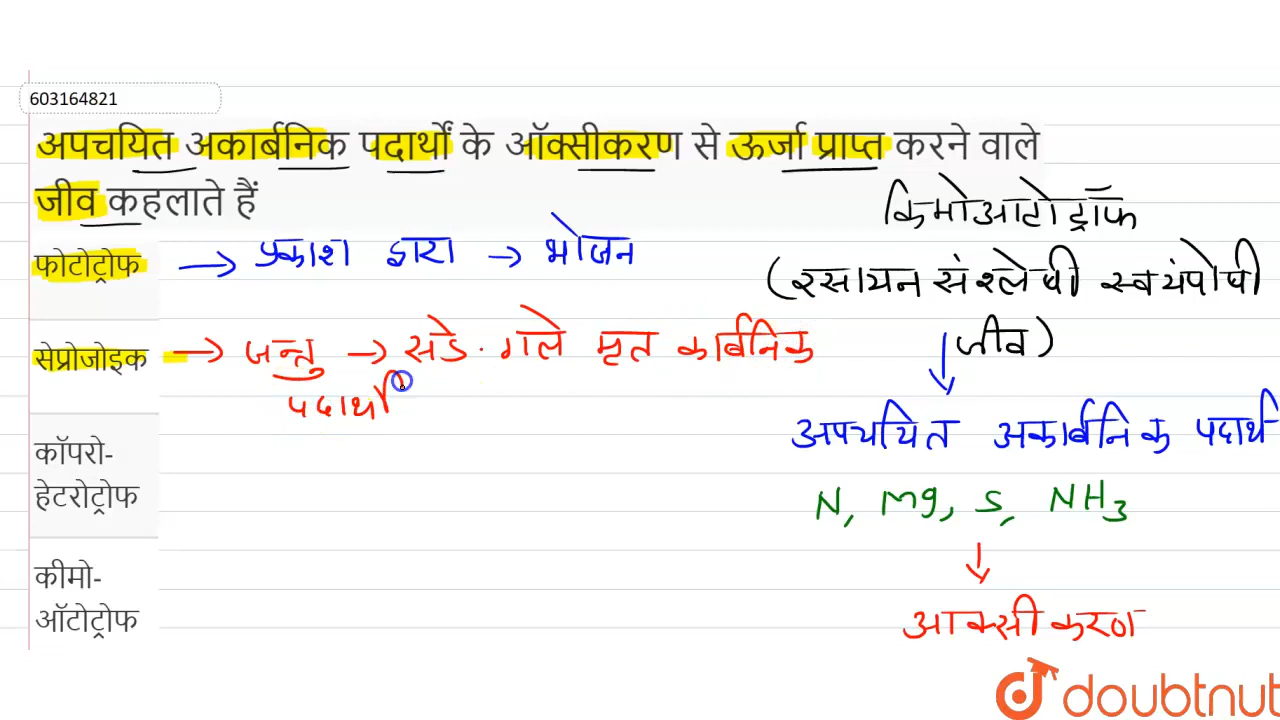 603164821
अपचयित अकार्बनिक पदार्थों के ऑक्सीकरण से ऊर्जा प्राप्त करने वाले
जीव कहलाते हैं
फोटोट्रोफ → प्रकाश द्वारा → भोजन
सेप्रोजोइक → जन्तु → सडे. गले मृत कार्बनिक
पदार्थो
कॉपरो-
हेटरोट्रोफ
कीमो-
ऑटोट्रोफ
किमोआटोट्रॉफ
(रसायन संश्लेषी स्वयंपोषी
जीव)
अपचयित अकार्बनिक पदार्थ
N, Mg, S, NH3
आक्सीकरण
doubtnut